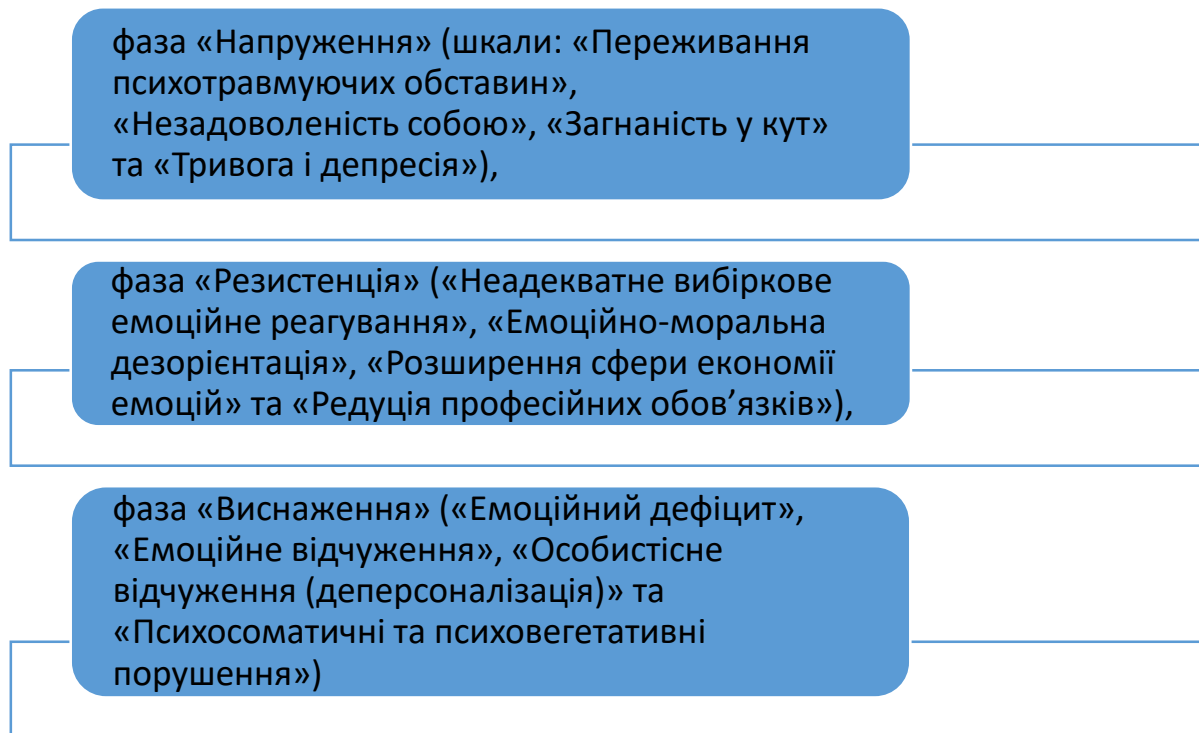 фаза «Напруження» (шкали: «Переживання
психотравмуючих обставин»,
«Незадоволеність собою», «Загнаність у кут»
та «Тривога і депресія»),
фаза «Резистенція» («Неадекватне вибіркове
емоційне реагування», «Емоційно-моральна
дезорієнтація», «Розширення сфери економії
емоцій» та «Редуція професійних обов’язків»),
фаза «Виснаження» («Емоційний дефіцит»,
«Емоційне відчуження», «Особистісне
відчуження (деперсоналізація)» та
«Психосоматичні та психовегетативні
порушення»)